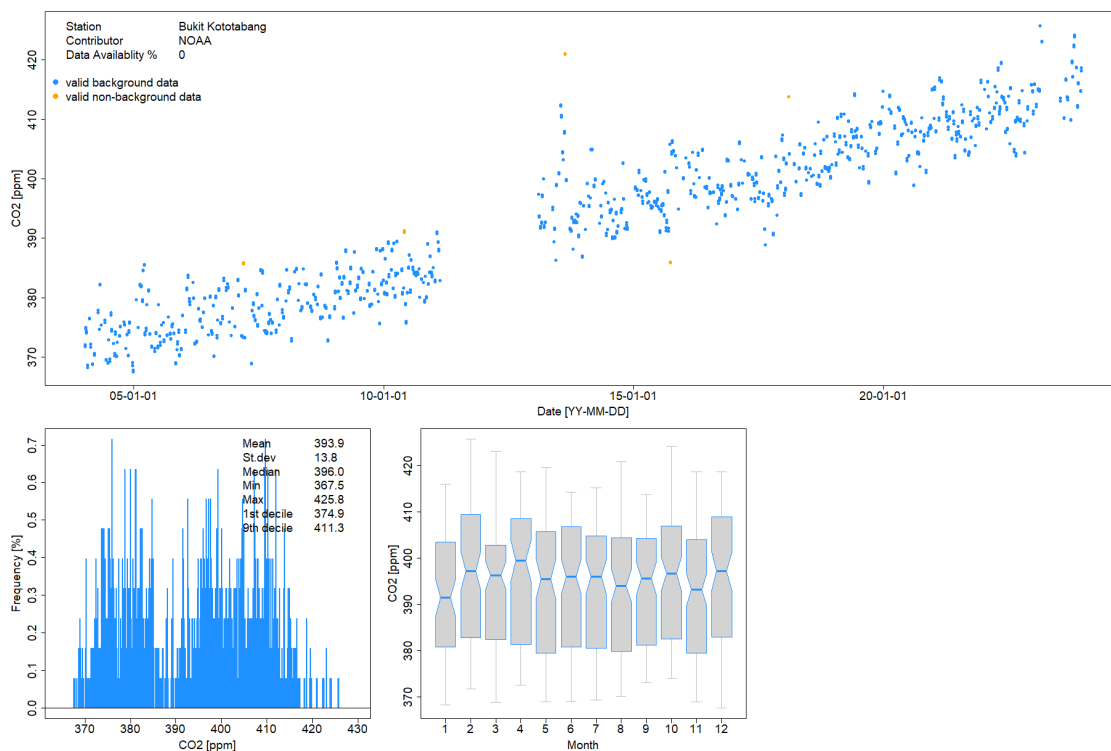 Station Bukit Kototabang
Contributor NOAA
Data Availablity % 0
valid background data
valid non-background data
CO2 [ppm]
370 380 390 400 410 420
05-01-01 10-01-01 15-01-01 20-01-01
Date [YY-MM-DD]
Mean 393.9
St.dev 13.8
Median 396.0
Min 367.5
Max 425.8
1st decile 374.9
9th decile 411.3
Frequency [%]
0.0 0.1 0.2 0.3 0.4 0.5 0.6 0.7
370 380 390 400 410 420 430
CO2 [ppm]
CO2 [ppm]
370 380 390 400 410 420
1 2 3 4 5 6 7 8 9 10 11 12
Month